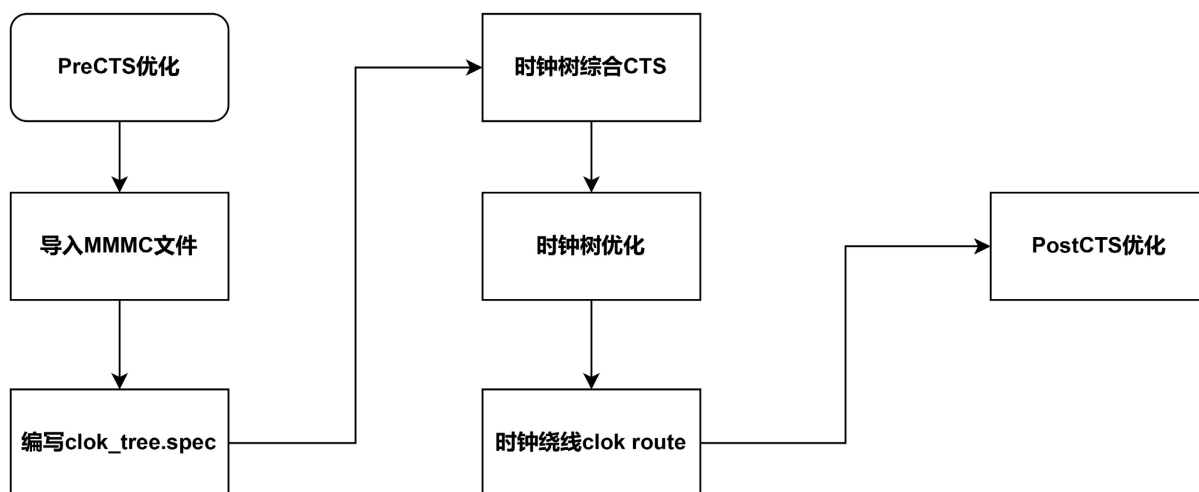 PreCTS优化
导入MMMC文件
编写clok_tree.spec
时钟树综合CTS
时钟树优化
时钟绕线clok route
PostCTS优化